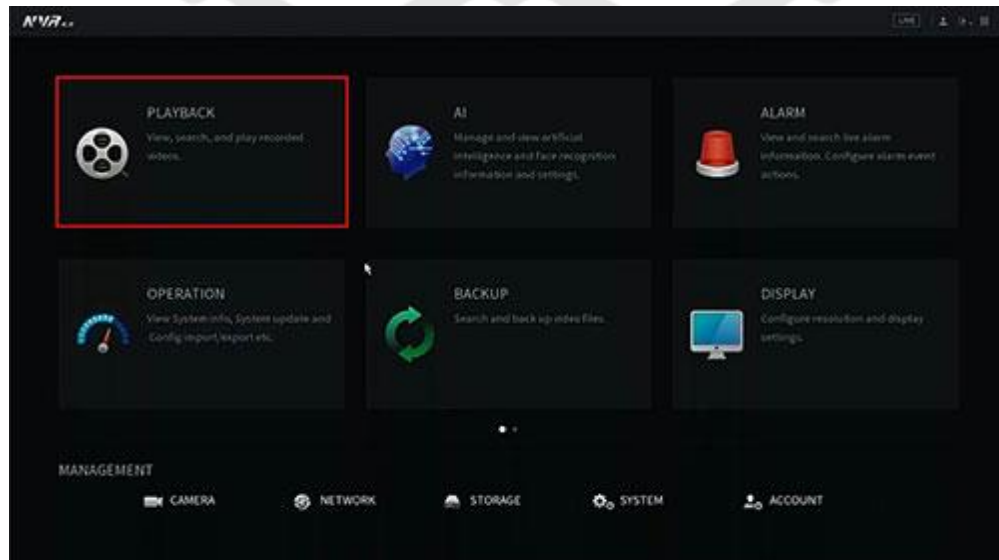 NVR 4.0
LIVE
PLAYBACK
View, search, and play recorded
videos.
AI
Manage and view artificial
intelligence and face recognition
information and settings.
ALARM
View and search live alarm
information. Configure alarm event
actions.
OPERATION
View System info, System update and
Config import/export etc.
BACKUP
Search and back up video files.
DISPLAY
Configure resolution and display
settings.
MANAGEMENT
CAMERA
NETWORK
STORAGE
SYSTEM
ACCOUNT